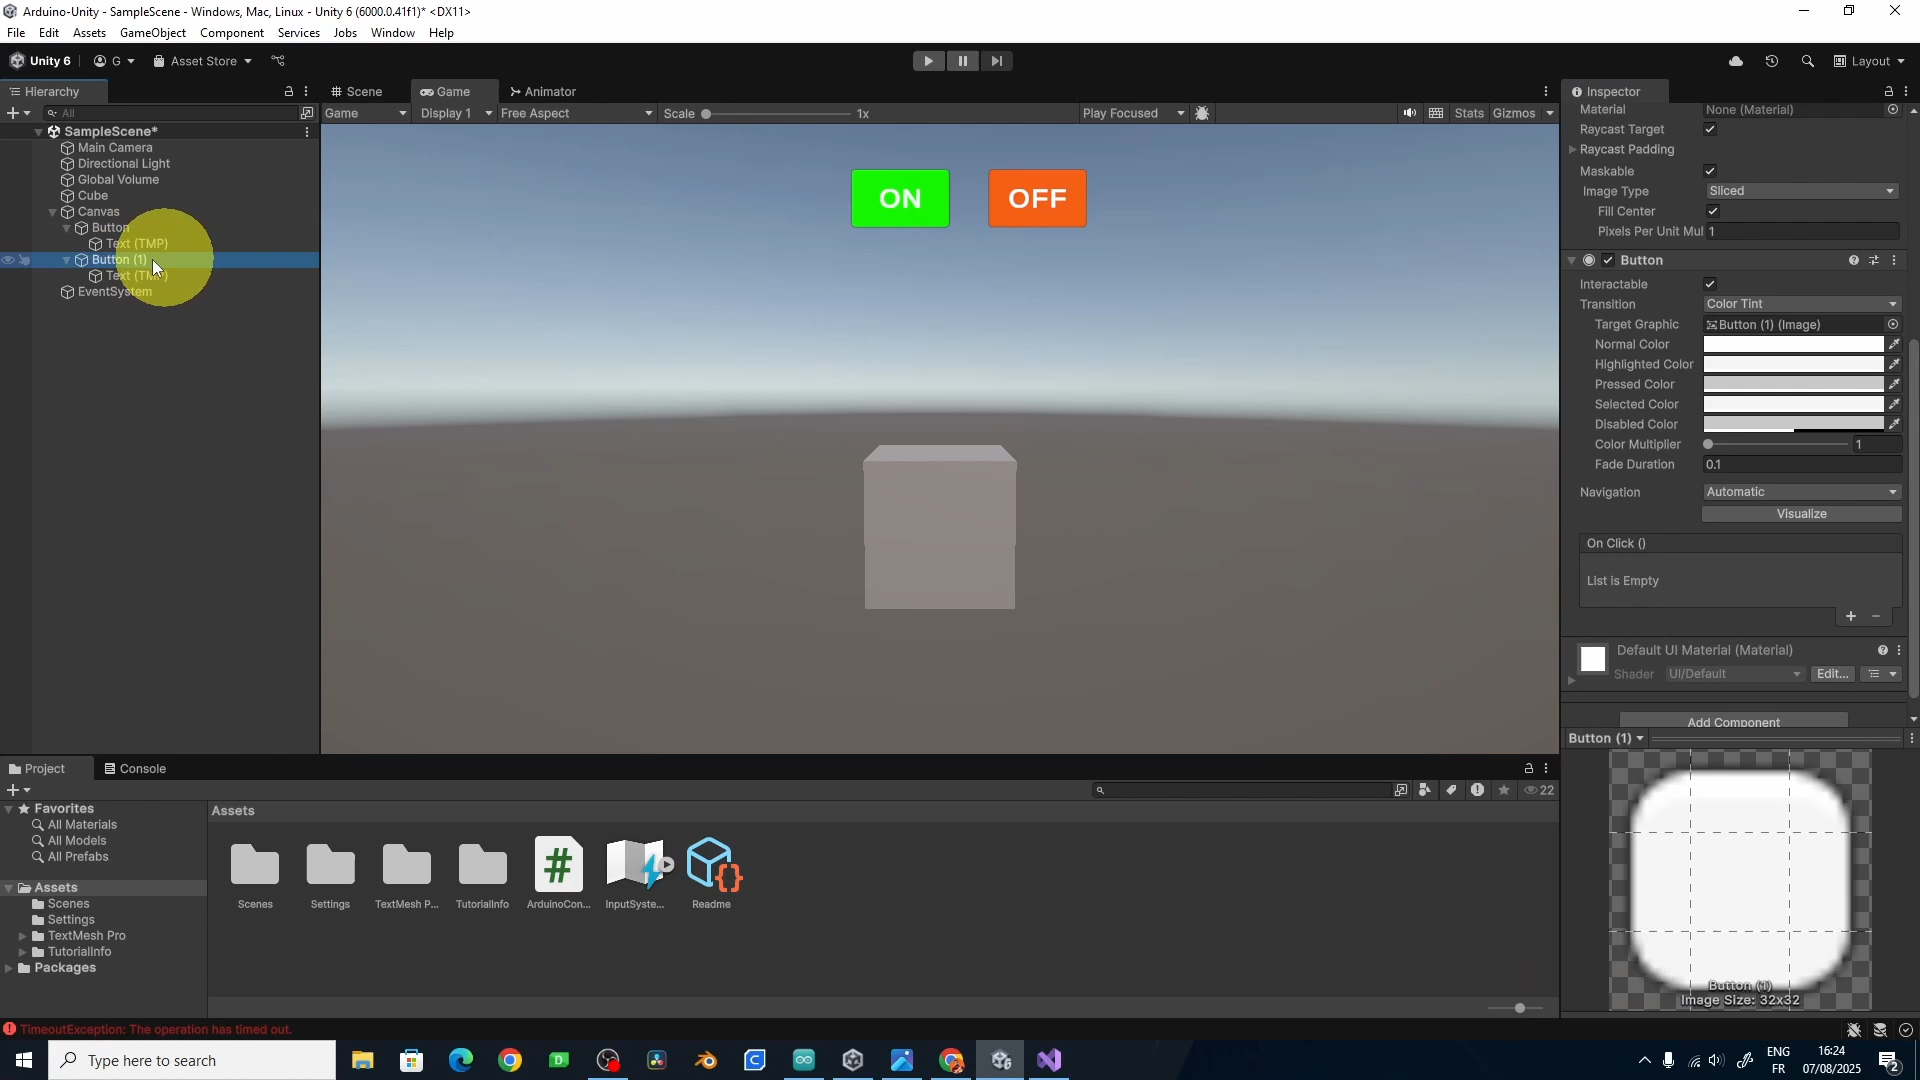 Arduino-Unity - SampleScene - Windows, Mac, Linux - Unity 6 (6000.0.41f1)* <DX11>
File Edit Assets GameObject Component Services Jobs Window Help
Unity 6 G Asset Store Layout
Hierarchy
All
SampleScene*
Main Camera
Directional Light
Global Volume
Cube
Canvas
Button
Text (TMP)
Button (1)
Text (TMP)
EventSystem
Scene Game Animator
Game Display 1 Free Aspect Scale 1x Play Focused Stats Gizmos
ON OFF
Inspector
Material None (Material)
Raycast Target
Raycast Padding
Maskable
Image Type Sliced
Fill Center
Pixels Per Unit Mul 1
Button
Interactable
Transition Color Tint
Target Graphic Button (1) (Image)
Normal Color
Highlighted Color
Pressed Color
Selected Color
Disabled Color
Color Multiplier 1
Fade Duration 0.1
Navigation Automatic
Visualize
On Click ()
List is Empty
Default UI Material (Material)
Shader UI/Default Edit...
Add Component
Button (1)
Button (1)
Image Size: 32x32
Project Console
22
Favorites
All Materials
All Models
All Prefabs
Assets
Scenes
Settings
TextMesh Pro
TutorialInfo
Packages
Assets
Scenes Settings TextMesh P... TutorialInfo ArduinoCon... InputSyste... Readme
TimeoutException: The operation has timed out.
Type here to search
ENG
FR
16:24
07/08/2025
2